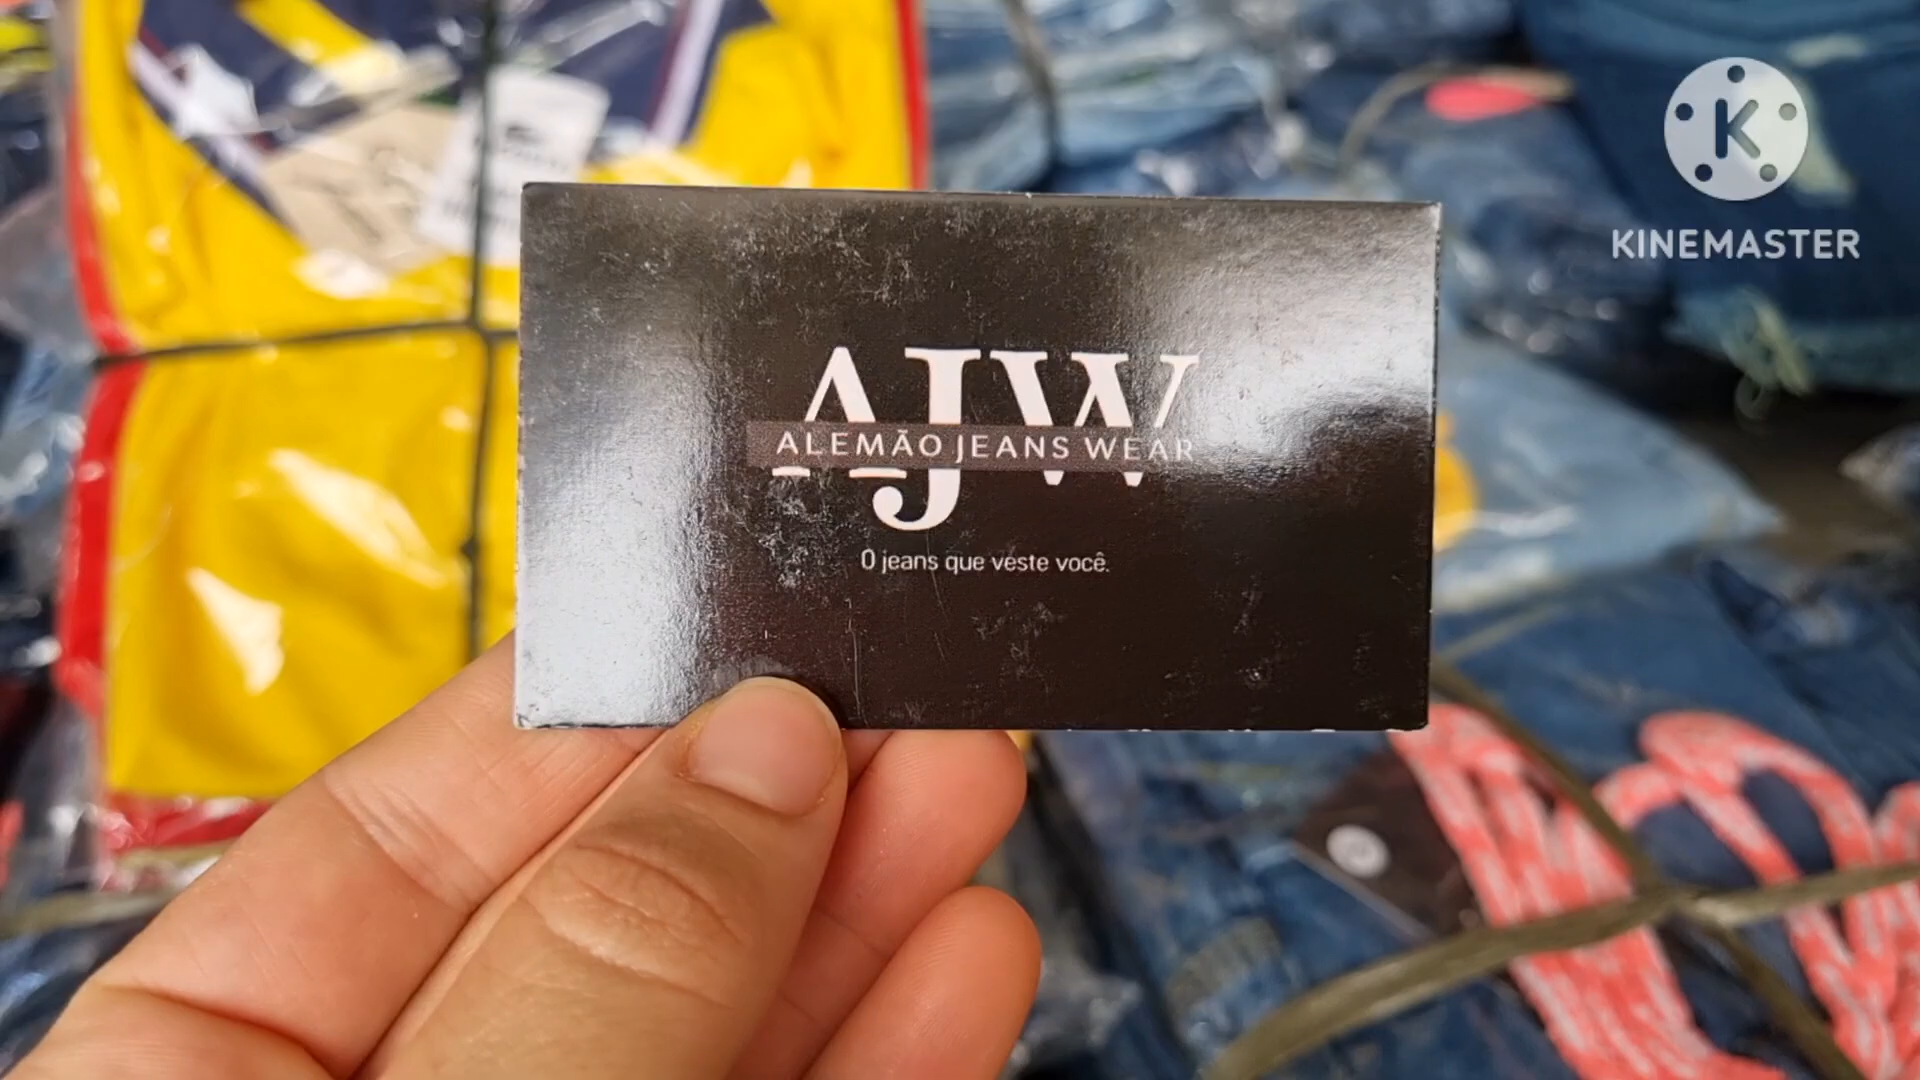 AJW
ALEMÃO JEANS WEAR
O jeans que veste você.
K
KINEMASTER